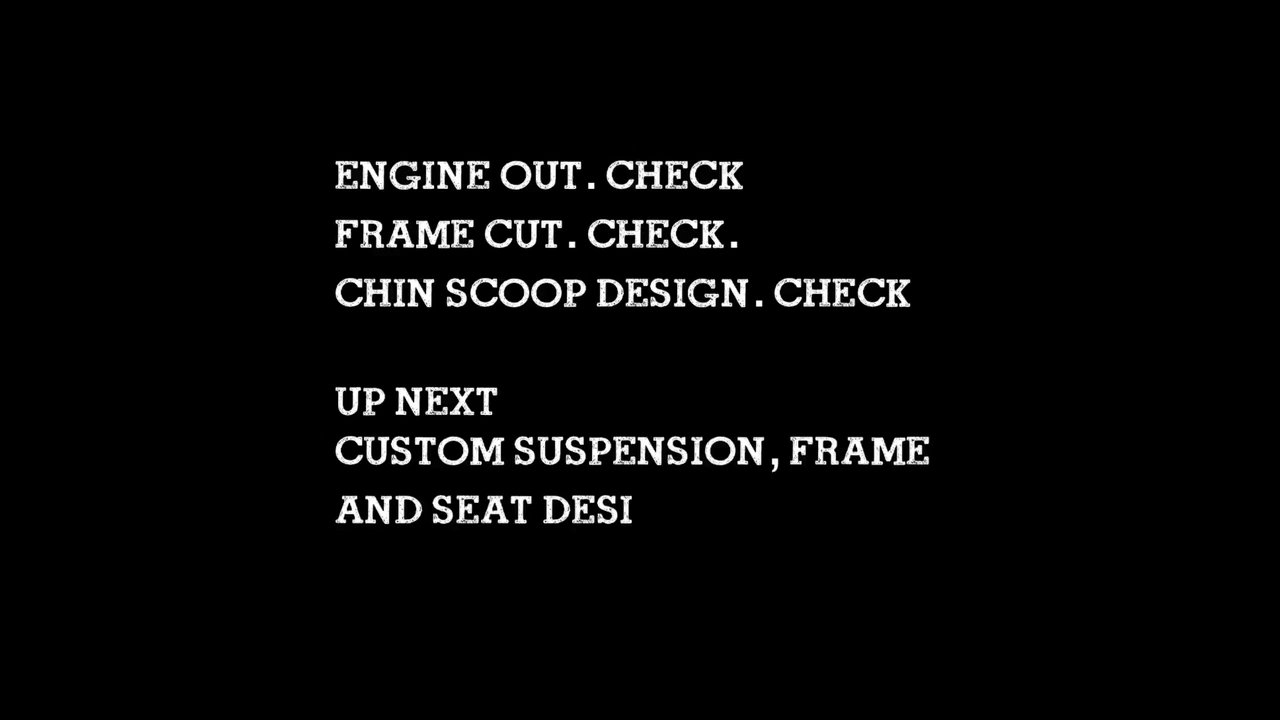 ENGINE OUT. CHECK
FRAME CUT. CHECK.
CHIN SCOOP DESIGN. CHECK
UP NEXT
CUSTOM SUSPENSION, FRAME
AND SEAT DESI